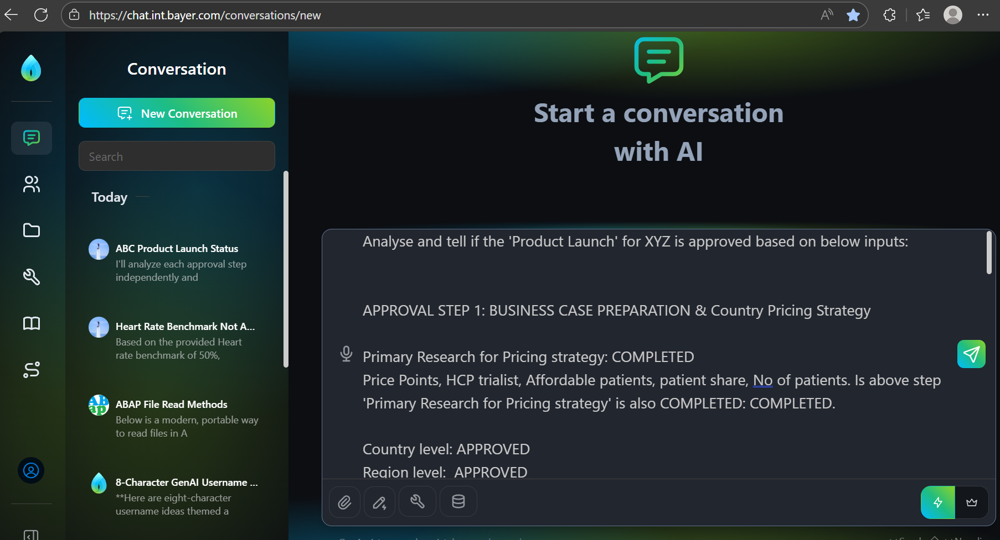 https://chat.int.bayer.com/conversations/new
Conversation
New Conversation
Search
Today
ABC Product Launch Status
I'll analyze each approval step
independently and
Heart Rate Benchmark Not A...
Based on the provided Heart
rate benchmark of 50%,
ABAP File Read Methods
Below is a modern, portable way
to read files in A
8-Character GenAI Username ...
**Here are eight-character
username ideas themed a
Start a conversation
with AI
Analyse and tell if the 'Product Launch' for XYZ is approved based on below inputs:
APPROVAL STEP 1: BUSINESS CASE PREPARATION & Country Pricing Strategy
Primary Research for Pricing strategy: COMPLETED
Price Points, HCP trialist, Affordable patients, patient share, No of patients. Is above step
'Primary Research for Pricing strategy' is also COMPLETED: COMPLETED.
Country level: APPROVED
Region level:  APPROVED